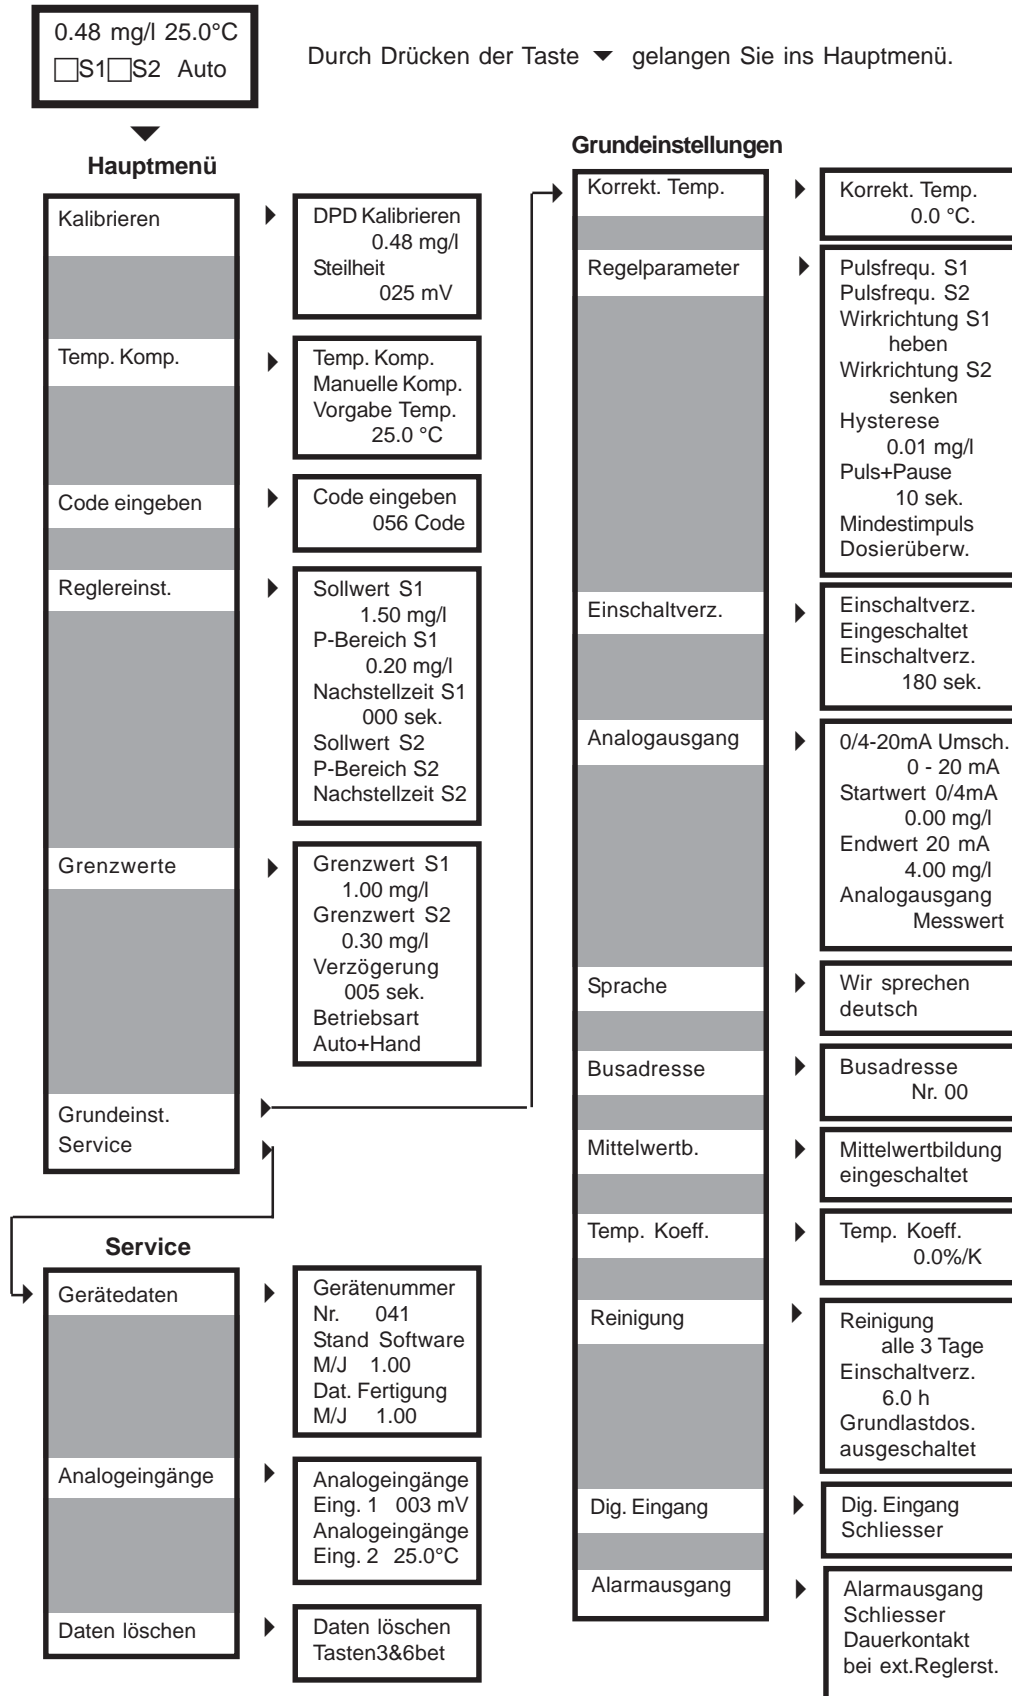 0.48 mg/l 25.0°C
☐S1☐S2 Auto
Durch Drücken der Taste ▼ gelangen Sie ins Hauptmenü.
Hauptmenü
Kalibrieren
DPD Kalibrieren
0.48 mg/l
Steilheit
025 mV
Temp. Komp.
Temp. Komp.
Manuelle Komp.
Vorgabe Temp.
25.0 °C
Code eingeben
Code eingeben
056 Code
Reglereinst.
Sollwert S1
1.50 mg/l
P-Bereich S1
0.20 mg/l
Nachstellzeit S1
000 sek.
Sollwert S2
P-Bereich S2
Nachstellzeit S2
Grenzwerte
Grenzwert S1
1.00 mg/l
Grenzwert S2
0.30 mg/l
Verzögerung
005 sek.
Betriebsart
Auto+Hand
Grundeinst.
Service
Service
Gerätedaten
Gerätenummer
Nr. 041
Stand Software
M/J 1.00
Dat. Fertigung
M/J 1.00
Analogeingänge
Analogeingänge
Eing. 1 003 mV
Analogeingänge
Eing. 2 25.0°C
Daten löschen
Daten löschen
Tasten3&6bet
Grundeinstellungen
Korrekt. Temp.
Korrekt. Temp.
0.0 °C.
Regelparameter
Pulsfrequ. S1
Pulsfrequ. S2
Wirkrichtung S1
heben
Wirkrichtung S2
senken
Hysterese
0.01 mg/l
Puls+Pause
10 sek.
Mindestimpuls
Dosierüberw.
Einschaltverz.
Einschaltverz.
Eingeschaltet
Einschaltverz.
180 sek.
Analogausgang
0/4-20mA Umsch.
0 - 20 mA
Startwert 0/4mA
0.00 mg/l
Endwert 20 mA
4.00 mg/l
Analogausgang
Messwert
Sprache
Wir sprechen
deutsch
Busadresse
Busadresse
Nr. 00
Mittelwertb.
Mittelwertbildung
eingeschaltet
Temp. Koeff.
Temp. Koeff.
0.0%/K
Reinigung
Reinigung
alle 3 Tage
Einschaltverz.
6.0 h
Grundlastdos.
ausgeschaltet
Dig. Eingang
Dig. Eingang
Schliesser
Alarmausgang
Alarmausgang
Schliesser
Dauerkontakt
bei ext.Reglerst.